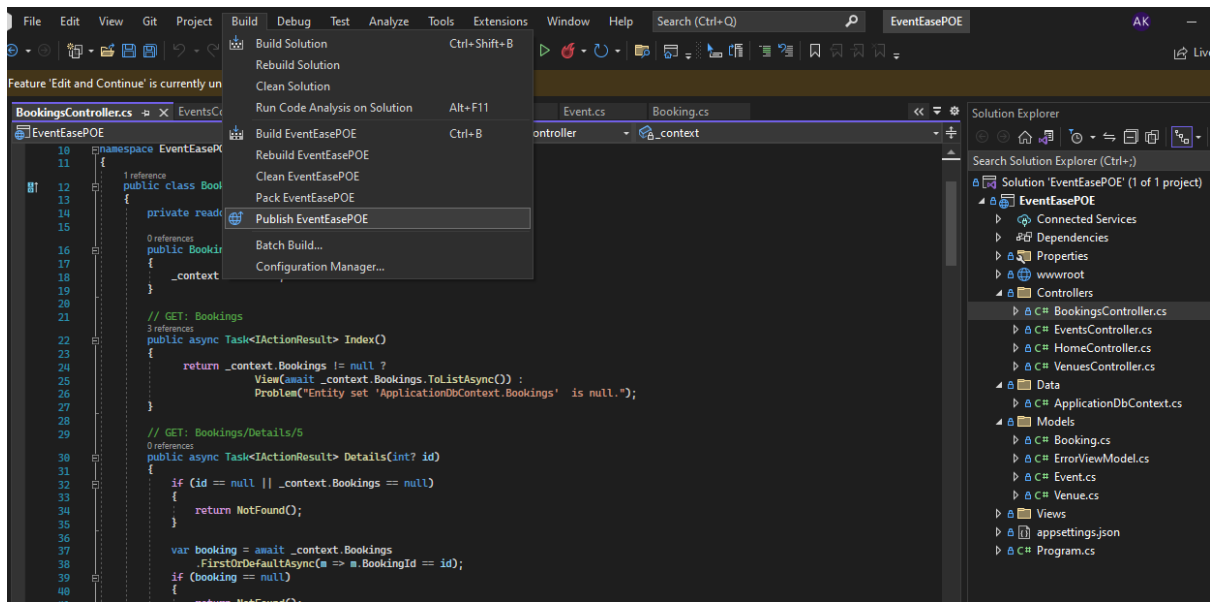 File Edit View Git Project Build Debug Test Analyze Tools Extensions Window Help Search (Ctrl+Q) EventEasePOE AK
Live
Feature 'Edit and Continue' is currently un
Build Solution Ctrl+Shift+B
Rebuild Solution
Clean Solution
Run Code Analysis on Solution Alt+F11
Build EventEasePOE Ctrl+B
Rebuild EventEasePOE
Clean EventEasePOE
Pack EventEasePOE
Publish EventEasePOE
Batch Build...
Configuration Manager...
BookingsController.cs EventsCo Event.cs Booking.cs
EventEasePOE ontroller _context
10 namespace EventEasePO
11 {
1 reference
12 public class Book
13 {
14 private reado
15
0 references
16 public Bookin
17 {
18 _context
19 }
20
21 // GET: Bookings
3 references
22 public async Task<IActionResult> Index()
23 {
24 return _context.Bookings != null ?
25 View(await _context.Bookings.ToListAsync()) :
26 Problem("Entity set 'ApplicationDbContext.Bookings' is null.");
27 }
28
29 // GET: Bookings/Details/5
0 references
30 public async Task<IActionResult> Details(int? id)
31 {
32 if (id == null || _context.Bookings == null)
33 {
34 return NotFound();
35 }
36
37 var booking = await _context.Bookings
38 .FirstOrDefaultAsync(m => m.BookingId == id);
39 if (booking == null)
40 {
Solution Explorer
Search Solution Explorer (Ctrl+;)
Solution 'EventEasePOE' (1 of 1 project)
EventEasePOE
Connected Services
Dependencies
Properties
wwwroot
Controllers
C# BookingsController.cs
C# EventsController.cs
C# HomeController.cs
C# VenuesController.cs
Data
C# ApplicationDbContext.cs
Models
C# Booking.cs
C# ErrorViewModel.cs
C# Event.cs
C# Venue.cs
Views
appsettings.json
C# Program.cs